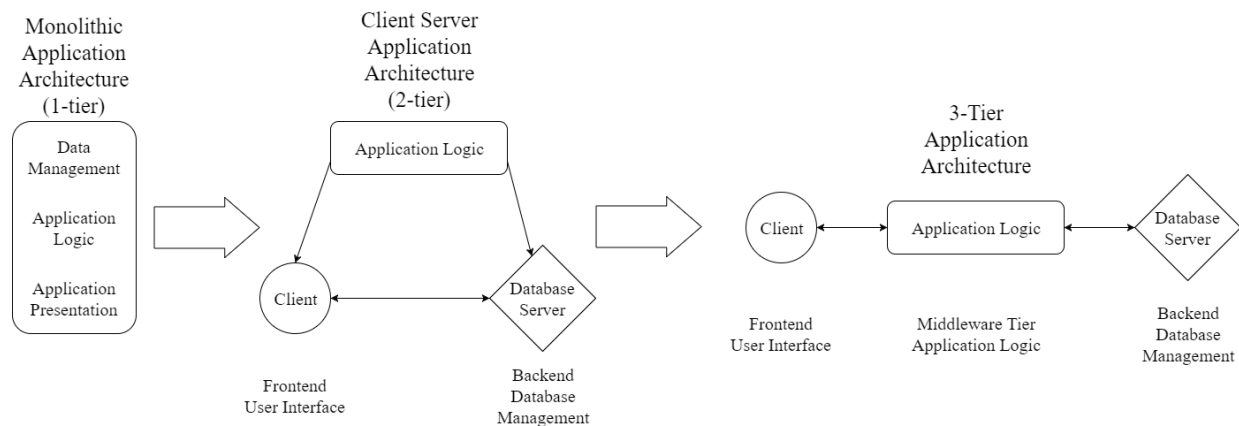 Monolithic
Application
Architecture
(1-tier)
Data
Management
Application
Logic
Application
Presentation
Client Server
Application
Architecture
(2-tier)
Application Logic
Client
Database
Server
Frontend
User Interface
Backend
Database
Management
3-Tier
Application
Architecture
Client
Application Logic
Database
Server
Frontend
User Interface
Middleware Tier
Application Logic
Backend
Database
Management